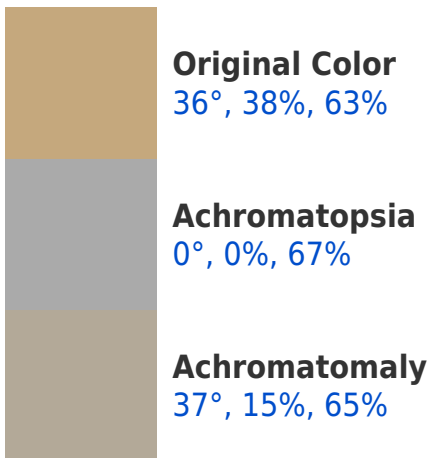 Original Color
36°, 38%, 63%
Achromatopsia
0°, 0%, 67%
Achromatomaly
37°, 15%, 65%